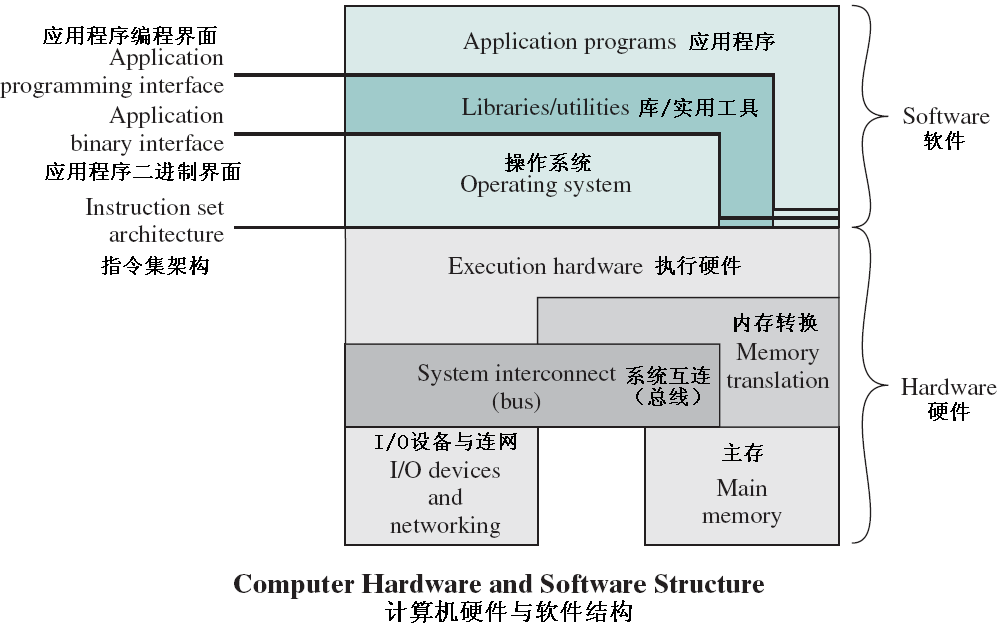 应用程序编程界面
Application
programming interface
Application
binary interface
应用程序二进制界面
Instruction set
architecture
指令集架构
Application programs 应用程序
Libraries/utilities 库/实用工具
操作系统
Operating system
Execution hardware 执行硬件
内存转换
Memory
translation
System interconnect 系统互连
(bus) （总线）
I/O设备与连网
I/O devices
and
networking
主存
Main
memory
Software
软件
Hardware
硬件
Computer Hardware and Software Structure
计算机硬件与软件结构